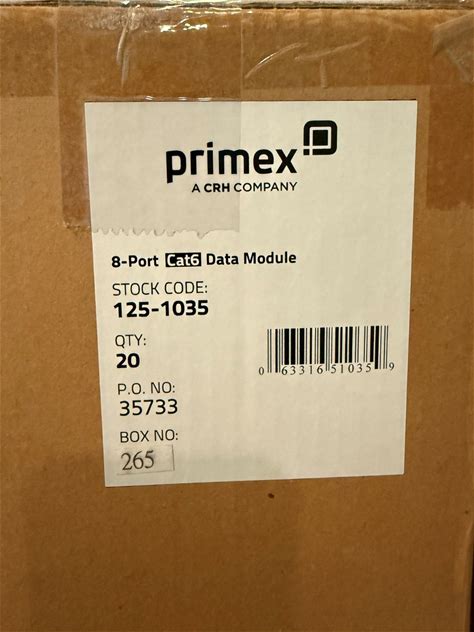 primex
A CRH COMPANY
8-Port Cat6 Data Module
STOCK CODE:
125-1035
QTY:
20
P.O. NO:
35733
BOX NO:
265
0 63316 51035 9